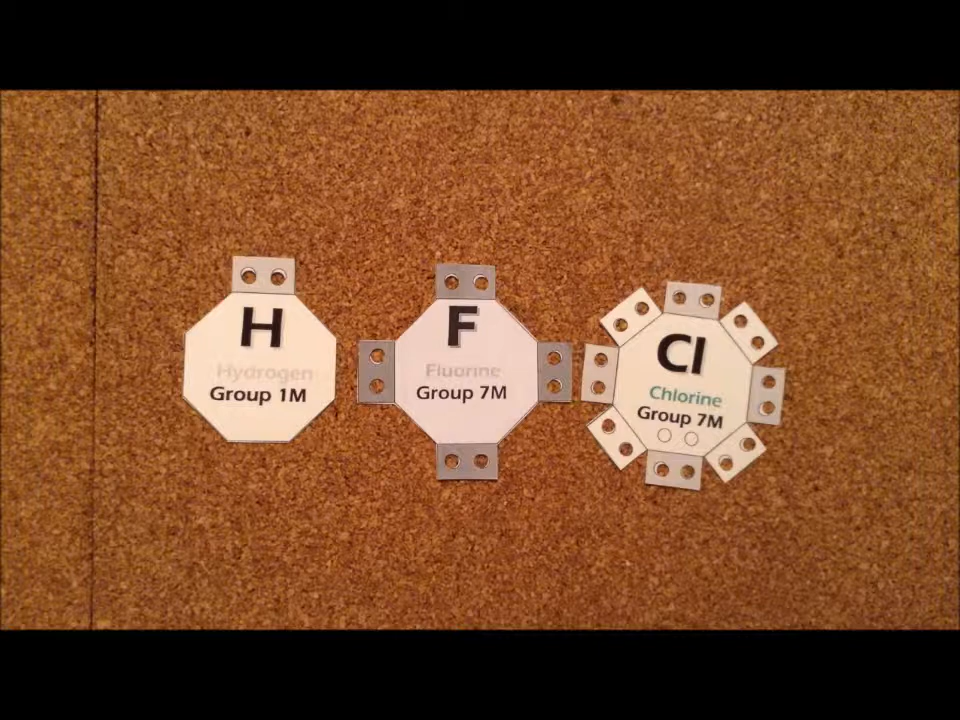 H
Hydrogen
Group 1M
F
Fluorine
Group 7M
Cl
Chlorine
Group 7M